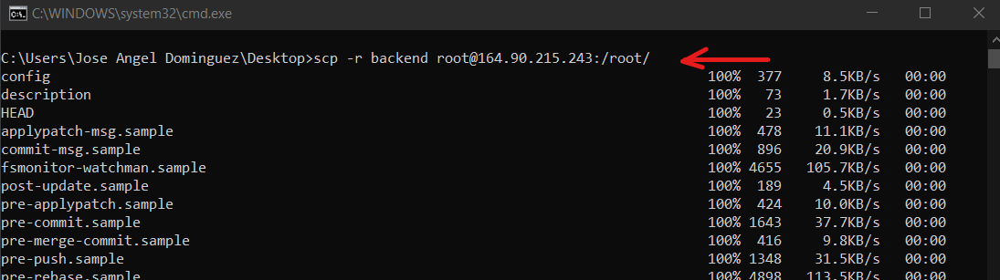 C:\WINDOWS\system32\cmd.exe
C:\Users\Jose Angel Dominguez\Desktop>scp -r backend root@164.90.215.243:/root/
config 100% 377 8.5KB/s 00:00
description 100% 73 1.7KB/s 00:00
HEAD 100% 23 0.5KB/s 00:00
applypatch-msg.sample 100% 478 11.1KB/s 00:00
commit-msg.sample 100% 896 20.9KB/s 00:00
fsmonitor-watchman.sample 100% 4655 105.7KB/s 00:00
post-update.sample 100% 189 4.5KB/s 00:00
pre-applypatch.sample 100% 424 10.0KB/s 00:00
pre-commit.sample 100% 1643 37.7KB/s 00:00
pre-merge-commit.sample 100% 416 9.8KB/s 00:00
pre-push.sample 100% 1348 31.5KB/s 00:00
pre-rebase.sample 100% 4898 113.5KB/s 00:00